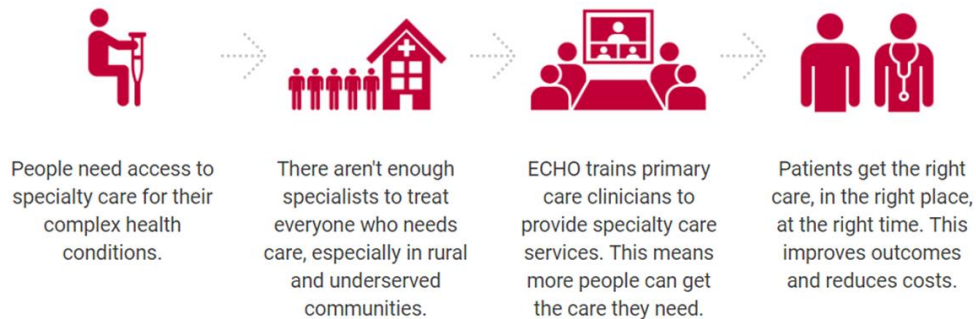 People need access to
specialty care for their
complex health
conditions.
There aren't enough
specialists to treat
everyone who needs
care, especially in rural
and underserved
communities.
ECHO trains primary
care clinicians to
provide specialty care
services. This means
more people can get
the care they need.
Patients get the right
care, in the right place,
at the right time. This
improves outcomes
and reduces costs.